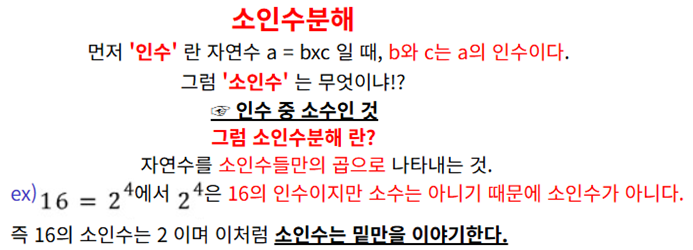 소인수분해
먼저 '인수' 란 자연수 a = bxc 일 때, b와 c는 a의 인수이다.
그럼 '소인수' 는 무엇이냐!?
☞ 인수 중 소수인 것
그럼 소인수분해 란?
자연수를 소인수들만의 곱으로 나타내는 것.
ex) 16 = 2⁴에서 2⁴은 16의 인수이지만 소수는 아니기 때문에 소인수가 아니다.
즉 16의 소인수는 2 이며 이처럼 소인수는 밑만을 이야기한다.